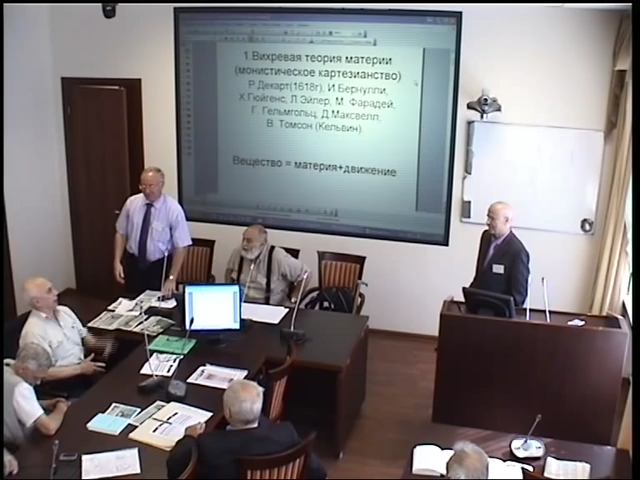 1.Вихревая теория материи
(монистическое картезианство)
Р.Декарт(1618г), И.Бернулли,
Х.Гюйгенс, Л.Эйлер, М. Фарадей,
Г. Гельмгольц, Д.Максвелл,
В. Томсон (Кельвин).
Вещество = материя+движение